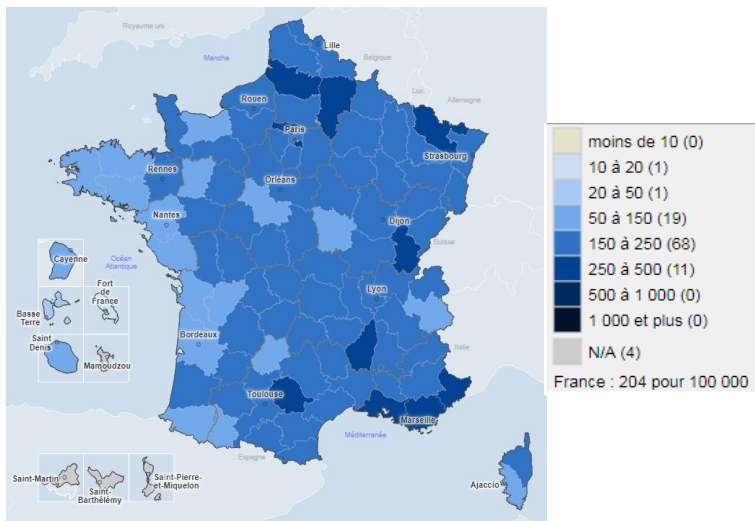 Royaume uni
Lille
Manche
Belgique
Luc.
Allemagne
Rouen
Paris
Strasbourg
Rennes
Orléans
Nantes
Dijon
Suisse
Océan
Atlantique
Cayenne
Fort
de
France
Basse
Terre
Lyon
Saint
Denis
Mamoudzou
Bordeaux
Italie
Toulouse
Marseille
Méditerranée
Espagne
Saint-Martin
Saint-
Barthélémy
Saint-Pierre-
et-Miquelon
Ajaccio
moins de 10 (0)
10 à 20 (1)
20 à 50 (1)
50 à 150 (19)
150 à 250 (68)
250 à 500 (11)
500 à 1 000 (0)
1 000 et plus (0)
N/A (4)
France : 204 pour 100 000